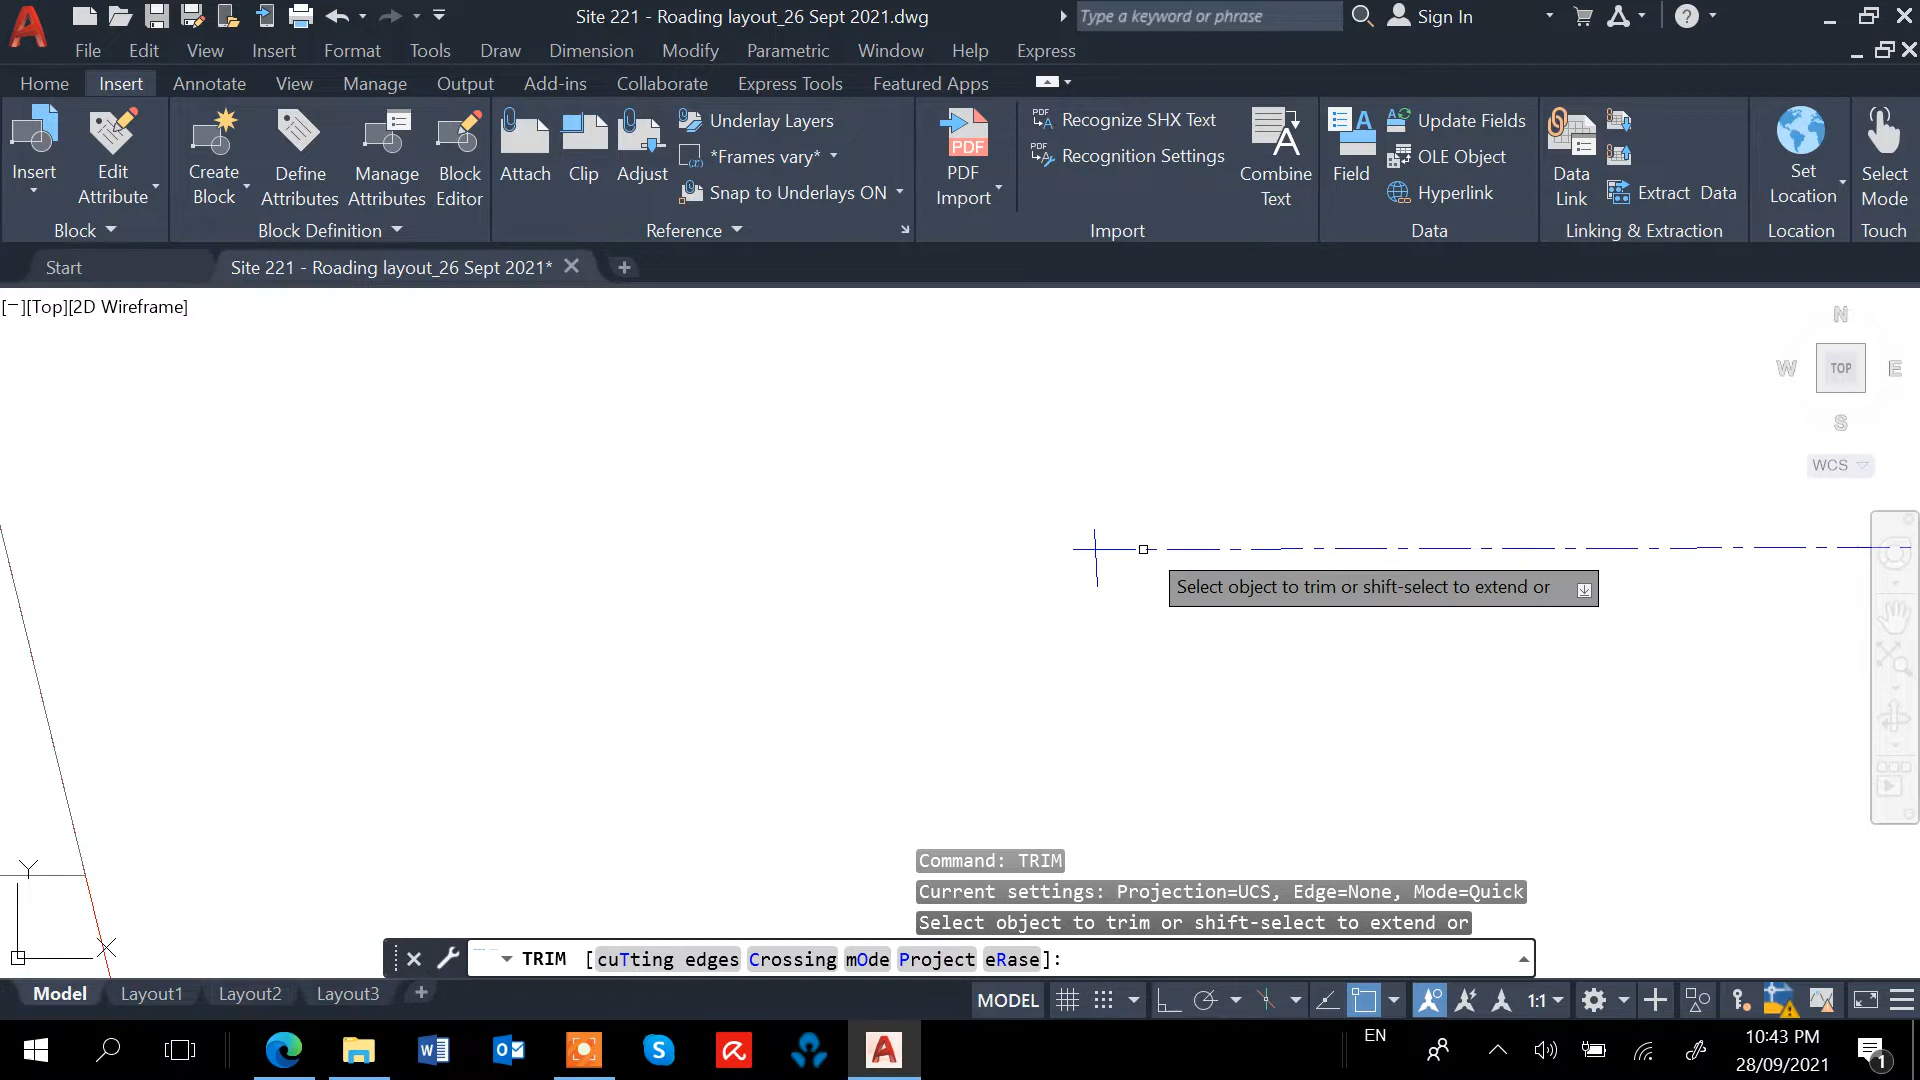 Site 221 - Roading layout_26 Sept 2021.dwg
Type a keyword or phrase
Sign In
File Edit View Insert Format Tools Draw Dimension Modify Parametric Window Help Express
Home Insert Annotate View Manage Output Add-ins Collaborate Express Tools Featured Apps
Insert
Edit Attribute
Block
Create Block
Define Attributes
Manage Attributes
Block Editor
Block Definition
Attach
Clip
Adjust
Underlay Layers
*Frames vary*
Snap to Underlays ON
Reference
PDF
PDF Import
Recognize SHX Text
Recognition Settings
Combine Text
Import
Field
Update Fields
OLE Object
Hyperlink
Data
Data Link
Extract Data
Linking & Extraction
Set Location
Location
Select Mode
Touch
Start
Site 221 - Roading layout_26 Sept 2021*
[−][Top][2D Wireframe]
N
W TOP E
S
WCS
Select object to trim or shift-select to extend or
Y
X
Command: TRIM
Current settings: Projection=UCS, Edge=None, Mode=Quick
Select object to trim or shift-select to extend or
TRIM [cuTting edges Crossing mOde Project eRase]:
Model Layout1 Layout2 Layout3
MODEL 1:1
EN
10:43 PM
28/09/2021
1